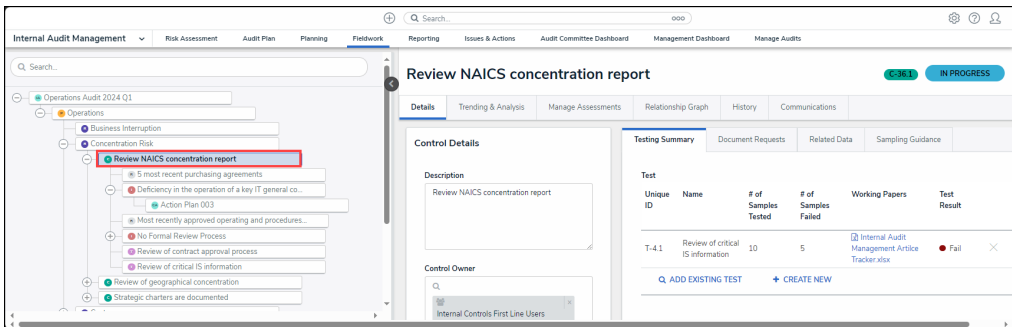 Search...
Internal Audit Management
Risk Assessment
Audit Plan
Planning
Fieldwork
Reporting
Issues & Actions
Audit Committee Dashboard
Management Dashboard
Manage Audits
Search...
Operations Audit 2024 Q1
Operations
Business Interruption
Concentration Risk
Review NAICS concentration report
5 most recent purchasing agreements
Deficiency in the operation of a key IT general co...
Action Plan 003
Most recently approved operating and procedures...
No Formal Review Process
Review of contract approval process
Review of critical IS information
Review of geographical concentration
Strategic charters are documented
Review NAICS concentration report
C-36.1
IN PROGRESS
Details
Trending & Analysis
Manage Assessments
Relationship Graph
History
Communications
Control Details
Description
Review NAICS concentration report
Control Owner
Internal Controls First Line Users
Testing Summary
Document Requests
Related Data
Sampling Guidance
Test
Unique ID
Name
# of Samples Tested
# of Samples Failed
Working Papers
Test Result
T-4.1
Review of critical IS information
10
5
Internal Audit Management Artilce Tracker.xlsx
Fail
ADD EXISTING TEST
+ CREATE NEW